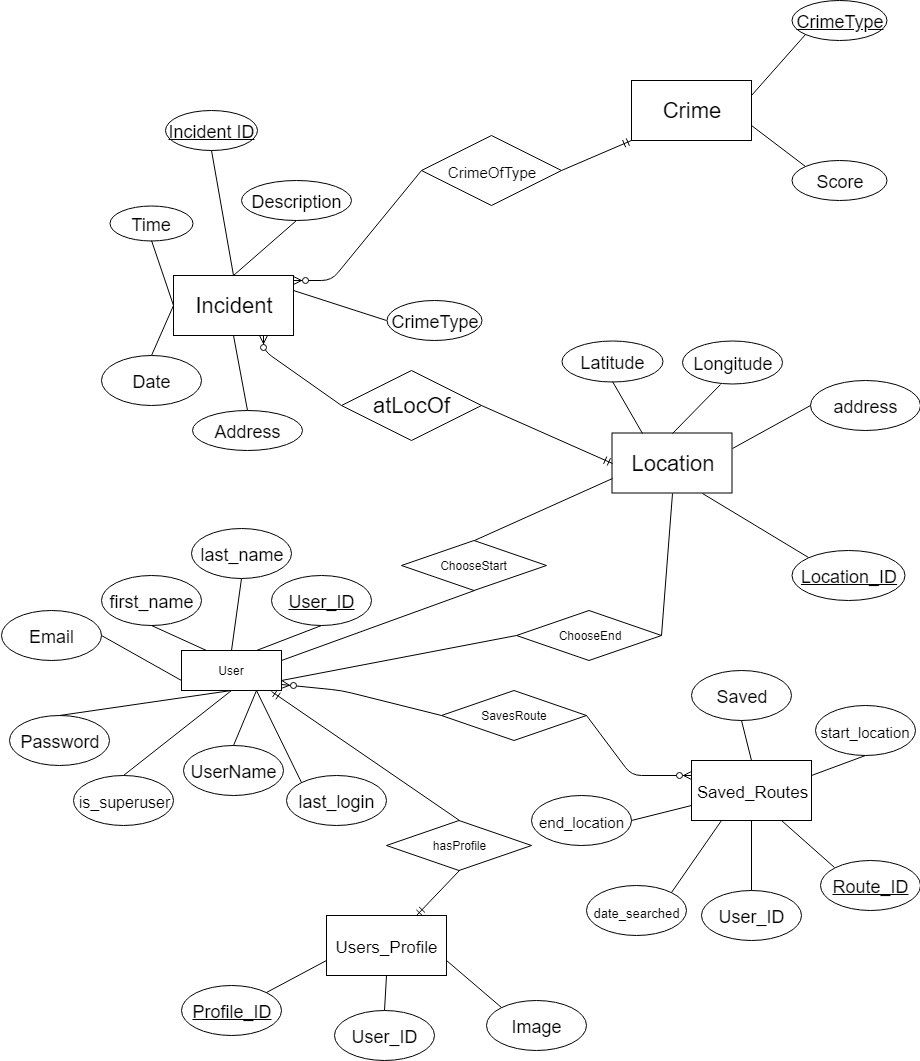 CrimeType
Crime
Incident ID
CrimeOfType
Score
Description
Time
Incident
CrimeType
Latitude
Longitude
Date
atLocOf
address
Address
Location
last_name
ChooseStart
Location_ID
first_name
User_ID
Email
ChooseEnd
User
Saved
SavesRoute
start_location
Password
UserName
Saved_Routes
is_superuser
last_login
end_location
hasProfile
Route_ID
date_searched
User_ID
Users_Profile
Profile_ID
Image
User_ID